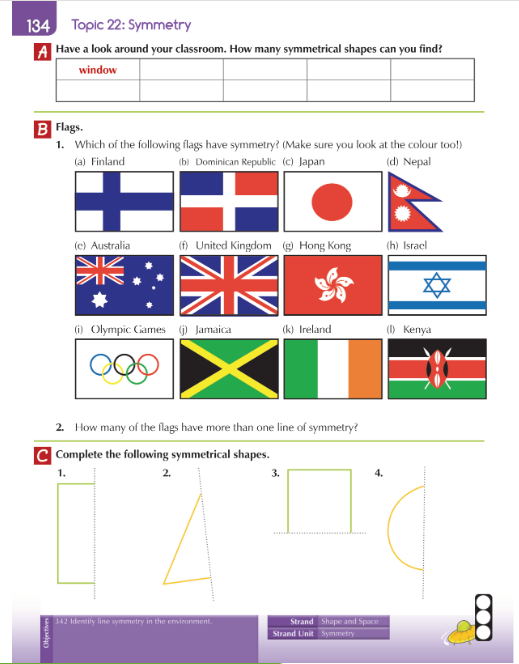 134 Topic 22: Symmetry
A Have a look around your classroom. How many symmetrical shapes can you find?
window
B Flags.
1. Which of the following flags have symmetry? (Make sure you look at the colour too!)
(a) Finland (b) Dominican Republic (c) Japan (d) Nepal
(e) Australia (f) United Kingdom (g) Hong Kong (h) Israel
(i) Olympic Games (j) Jamaica (k) Ireland (l) Kenya
2. How many of the flags have more than one line of symmetry?
C Complete the following symmetrical shapes.
1. 2. 3. 4.
Objectives
342 Identify line symmetry in the environment.
Strand Shape and Space
Strand Unit Symmetry